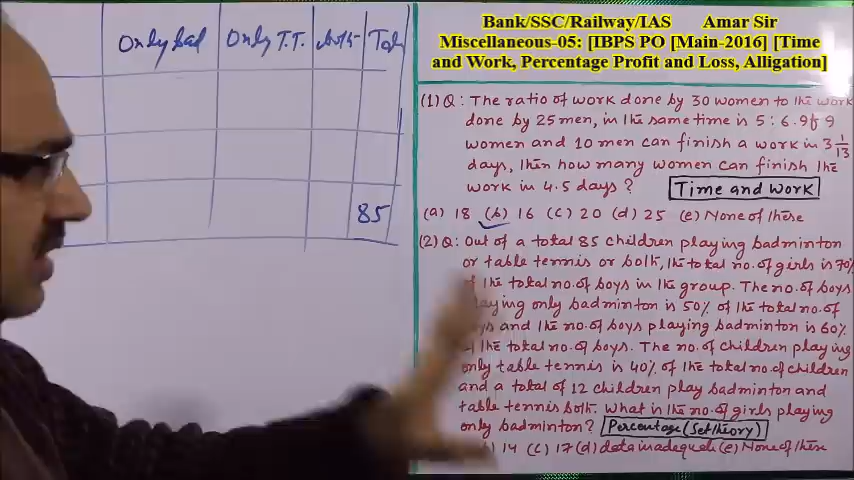 Only bad Only T.T. both Total
85
Bank/SSC/Railway/IAS Amar Sir
Miscellaneous-05: [IBPS PO [Main-2016] [Time
and Work, Percentage Profit and Loss, Alligation]
(1) Q: The ratio of work done by 30 women to the work
done by 25 men, in the same time is 5:6. If 9
women and 10 men can finish a work in 3 1/13
days, then how many women can finish the
work in 4.5 days? Time and work
(a) 18 (b) 16 (c) 20 (d) 25 (e) None of these
(2) Q: Out of a total 85 children playing badminton
or table tennis or both, the total no. of girls is 70%
the total no. of boys in the group. The no. of boys
playing only badminton is 50% of the total no. of
and the no. of boys playing badminton is 60%
the total no. of boys. The no. of children playing
only table tennis is 40% of the total no. of children
and a total of 12 children play badminton and
table tennis both. What is the no. of girls playing
only badminton? Percentage (Set theory)
14 (c) 17 (d) data inadequate (e) None of these